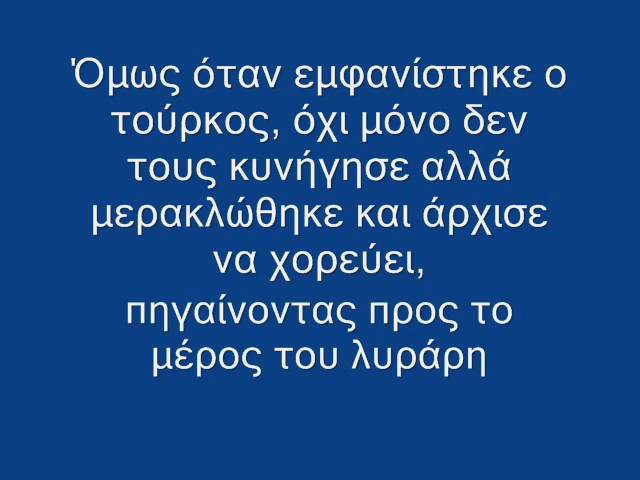 Όμως όταν εμφανίστηκε ο
τούρκος, όχι μόνο δεν
τους κυνήγησε αλλά
μερακλώθηκε και άρχισε
να χορεύει,
πηγαίνοντας προς το
μέρος του λυράρη